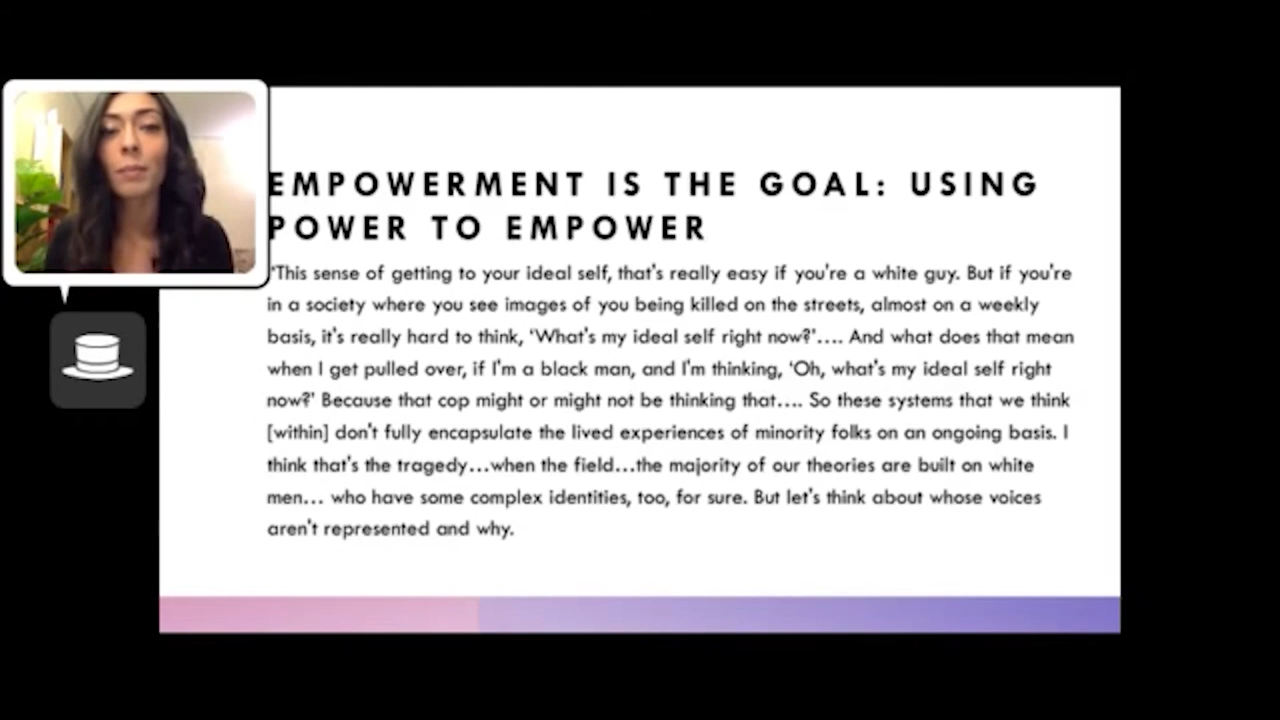 EMPOWERMENT IS THE GOAL: USING
POWER TO EMPOWER
'This sense of getting to your ideal self, that's really easy if you're a white guy. But if you're
in a society where you see images of you being killed on the streets, almost on a weekly
basis, it's really hard to think, 'What's my ideal self right now?'.... And what does that mean
when I get pulled over, if I'm a black man, and I'm thinking, 'Oh, what's my ideal self right
now?' Because that cop might or might not be thinking that.... So these systems that we think
[within] don't fully encapsulate the lived experiences of minority folks on an ongoing basis. I
think that's the tragedy...when the field...the majority of our theories are built on white
men... who have some complex identities, too, for sure. But let's think about whose voices
aren't represented and why.